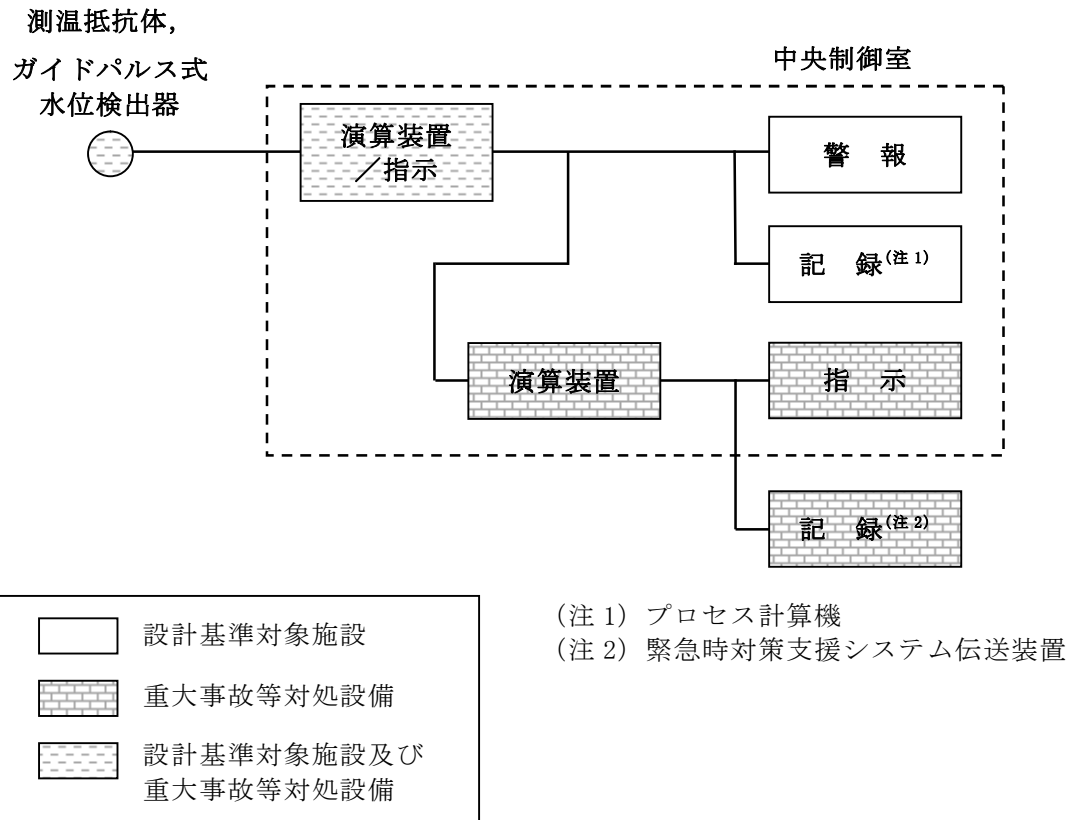 測温抵抗体,
ガイドパルス式
水位検出器
中央制御室
演算装置
／指示
警　報
記　録(注 1)
演算装置
指　示
記　録(注 2)
(注 1) プロセス計算機
(注 2) 緊急時対策支援システム伝送装置
設計基準対象施設
重大事故等対処設備
設計基準対象施設及び
重大事故等対処設備